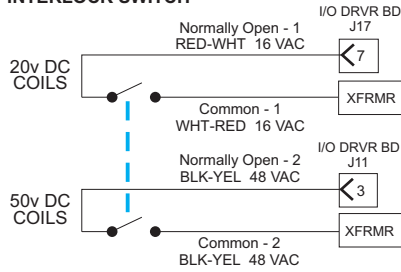 INTERLOCK SWITCH
I/O DRVR BD
J17
Normally Open - 1
RED-WHT 16 VAC
7
20v DC
COILS
XFRMR
Common - 1
WHT-RED 16 VAC
I/O DRVR BD
J11
Normally Open - 2
BLK-YEL 48 VAC
3
50v DC
COILS
XFRMR
Common - 2
BLK-YEL 48 VAC